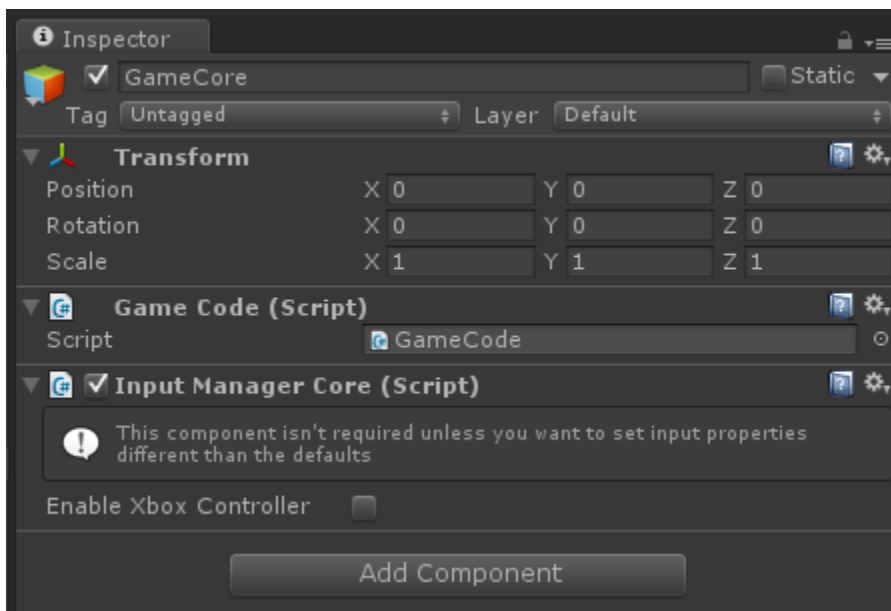 Inspector
GameCore Static
Tag Untagged Layer Default
Transform
Position X 0 Y 0 Z 0
Rotation X 0 Y 0 Z 0
Scale X 1 Y 1 Z 1
Game Code (Script)
Script GameCode
Input Manager Core (Script)
This component isn't required unless you want to set input properties
different than the defaults
Enable Xbox Controller
Add Component